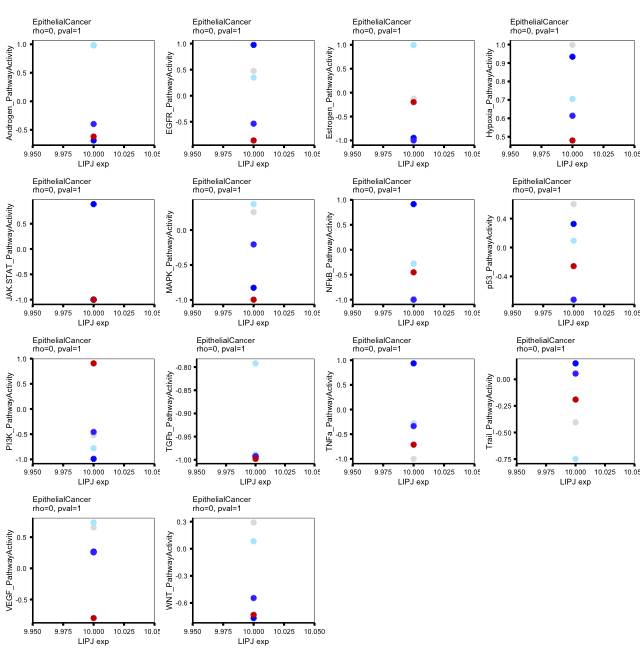 EpithelialCancer
rho=0, pval=1
Androgen_PathwayActivity
1.0
0.5
0.0
-0.5
9.950 9.975 10.000 10.025 10.05
LIPJ exp
EpithelialCancer
rho=0, pval=1
EGFR_PathwayActivity
1.0
0.5
0.0
-0.5
9.950 9.975 10.000 10.025 10.05
LIPJ exp
EpithelialCancer
rho=0, pval=1
Estrogen_PathwayActivity
1.0
0.5
0.0
-0.5
-1.0
9.950 9.975 10.000 10.025 10.05
LIPJ exp
EpithelialCancer
rho=0, pval=1
Hypoxia_PathwayActivity
1.0
0.9
0.8
0.7
0.6
0.5
9.950 9.975 10.000 10.025 10.05
LIPJ exp
EpithelialCancer
rho=0, pval=1
JAK.STAT_PathwayActivity
0.5
0.0
-0.5
-1.0
9.950 9.975 10.000 10.025 10.05
LIPJ exp
EpithelialCancer
rho=0, pval=1
MAPK_PathwayActivity
0.0
-0.5
-1.0
9.950 9.975 10.000 10.025 10.05
LIPJ exp
EpithelialCancer
rho=0, pval=1
NFkB_PathwayActivity
1.0
0.5
0.0
-0.5
-1.0
9.950 9.975 10.000 10.025 10.05
LIPJ exp
EpithelialCancer
rho=0, pval=1
p53_PathwayActivity
0.4
0.0
-0.4
9.950 9.975 10.000 10.025 10.05
LIPJ exp
EpithelialCancer
rho=0, pval=1
PI3K_PathwayActivity
1.0
0.5
0.0
-0.5
-1.0
9.950 9.975 10.000 10.025 10.05
LIPJ exp
EpithelialCancer
rho=0, pval=1
TGFb_PathwayActivity
-0.80
-0.85
-0.90
-0.95
-1.00
9.950 9.975 10.000 10.025 10.05
LIPJ exp
EpithelialCancer
rho=0, pval=1
TNFa_PathwayActivity
1.0
0.5
0.0
-0.5
-1.0
9.950 9.975 10.000 10.025 10.05
LIPJ exp
EpithelialCancer
rho=0, pval=1
Trail_PathwayActivity
0.00
-0.25
-0.50
-0.75
9.950 9.975 10.000 10.025 10.05
LIPJ exp
EpithelialCancer
rho=0, pval=1
VEGF_PathwayActivity
0.5
0.0
-0.5
9.950 9.975 10.000 10.025 10.05
LIPJ exp
EpithelialCancer
rho=0, pval=1
WNT_PathwayActivity
0.3
0.0
-0.3
-0.6
9.950 9.975 10.000 10.025 10.050
LIPJ exp